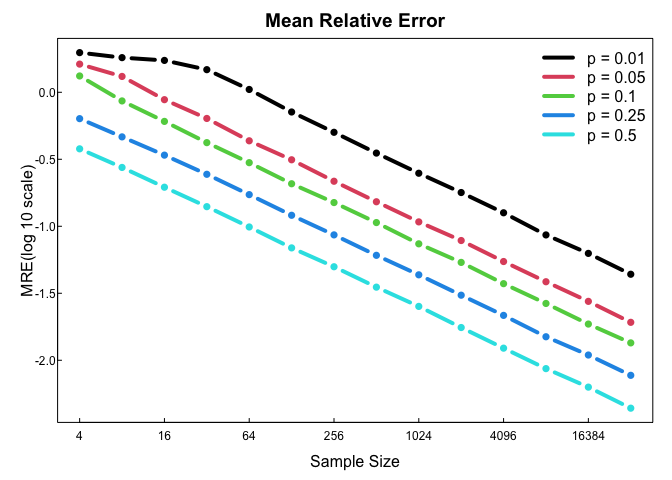 Mean Relative Error
p = 0.01
p = 0.05
p = 0.1
p = 0.25
p = 0.5
MRE(log 10 scale)
0.0
-0.5
-1.0
-1.5
-2.0
4 16 64 256 1024 4096 16384
Sample Size